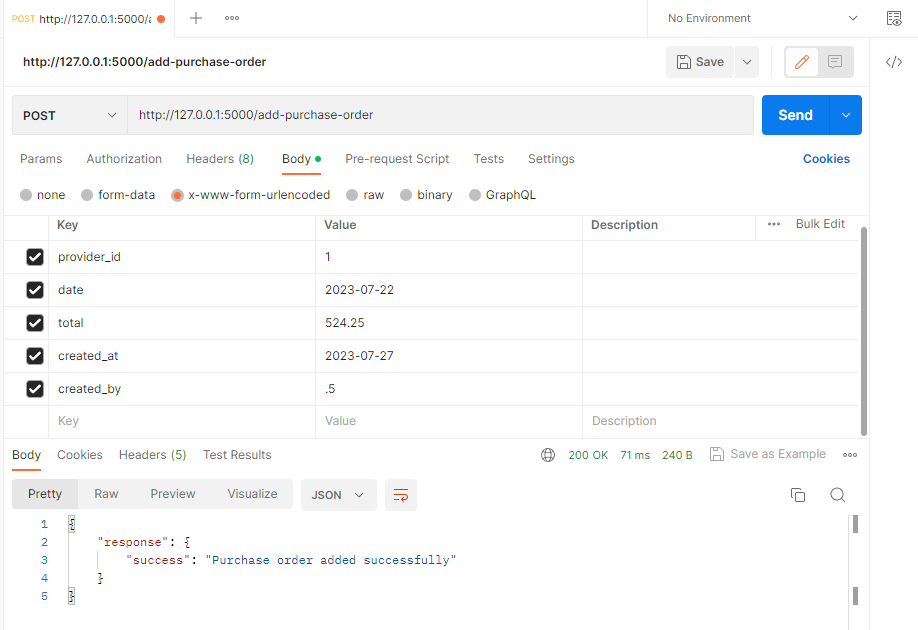 POST http://127.0.0.1:5000/a
No Environment
http://127.0.0.1:5000/add-purchase-order
Save
POST http://127.0.0.1:5000/add-purchase-order Send
Params Authorization Headers (8) Body Pre-request Script Tests Settings Cookies
none form-data x-www-form-urlencoded raw binary GraphQL
Key Value Description Bulk Edit
provider_id 1
date 2023-07-22
total 524.25
created_at 2023-07-27
created_by .5
Key Value Description
Body Cookies Headers (5) Test Results 200 OK 71 ms 240 B Save as Example
Pretty Raw Preview Visualize JSON
1 {
2 "response": {
3 "success": "Purchase order added successfully"
4 }
5 }